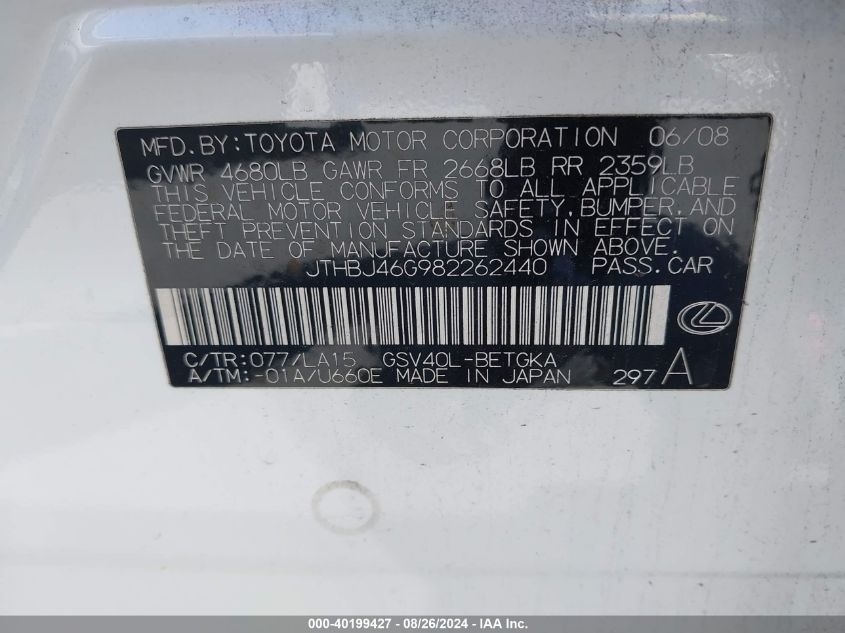 MFD. BY: TOYOTA MOTOR CORPORATION 06/08
GVWR 4680LB GAWR FR 2668LB RR 2359LB
THIS VEHICLE CONFORMS TO ALL APPLICABLE
FEDERAL MOTOR VEHICLE SAFETY, BUMPER, AND
THEFT PREVENTION STANDARDS IN EFFECT ON
THE DATE OF MANUFACTURE SHOWN ABOVE.
JTHBJ46G982262440 PASS. CAR
C/TR: 077/LA15 GSV40L-BETGKA
A/TM: -01A/U660E MADE IN JAPAN 297 A
000-40199427 - 08/26/2024 - IAA Inc.